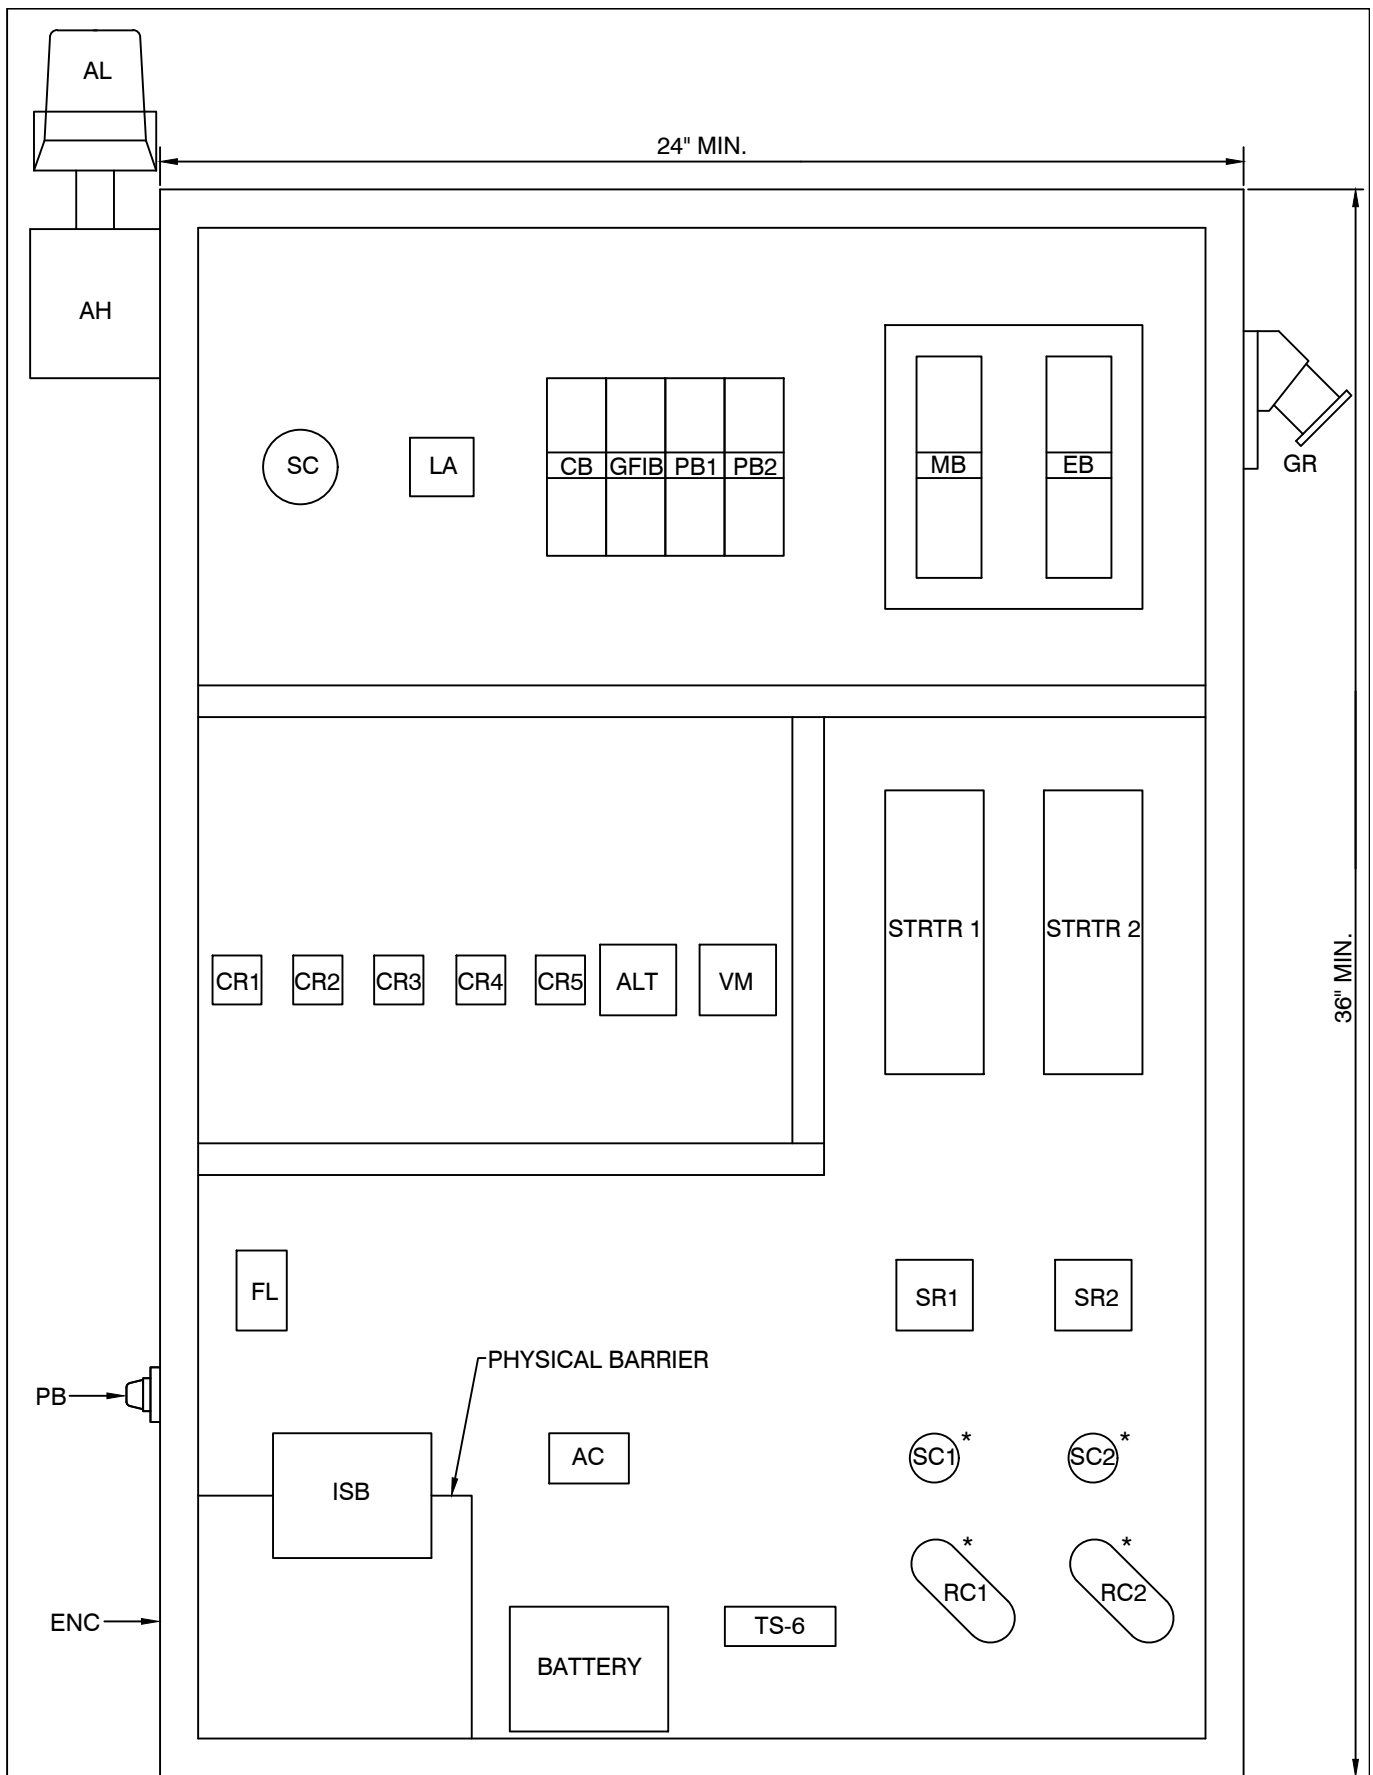 AL
24" MIN.
AH
SC
LA
CB
GFIB
PB1
PB2
MB
EB
GR
STRTR 1
STRTR 2
CR1
CR2
CR3
CR4
CR5
ALT
VM
36" MIN.
FL
SR1
SR2
PHYSICAL BARRIER
PB
AC
SC1*
SC2*
ISB
RC1*
RC2*
ENC
TS-6
BATTERY